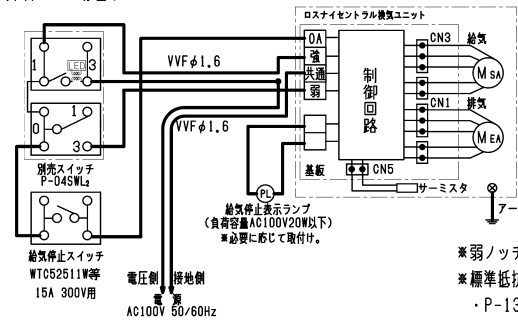 ロスナイセントラル換気ユニット
OA
強
共通
弱
制御回路
基板
CN3
給気
M SA
CN1
排気
M EA
CN5
サーミスタ
アー
VVFφ1.6
VVFφ1.6
1
3
LED
0
1
3
別売スイッチ
P-04SWL₂
給気停止スイッチ
WTC52511W等
15A 300V用
PL
給気停止表示ランプ
(負荷容量AC100V20W以下)
※必要に応じて取付け。
電圧側
接地側
電源
AC100V 50/60Hz
※弱ノッチ
※標準抵抗
・P-13